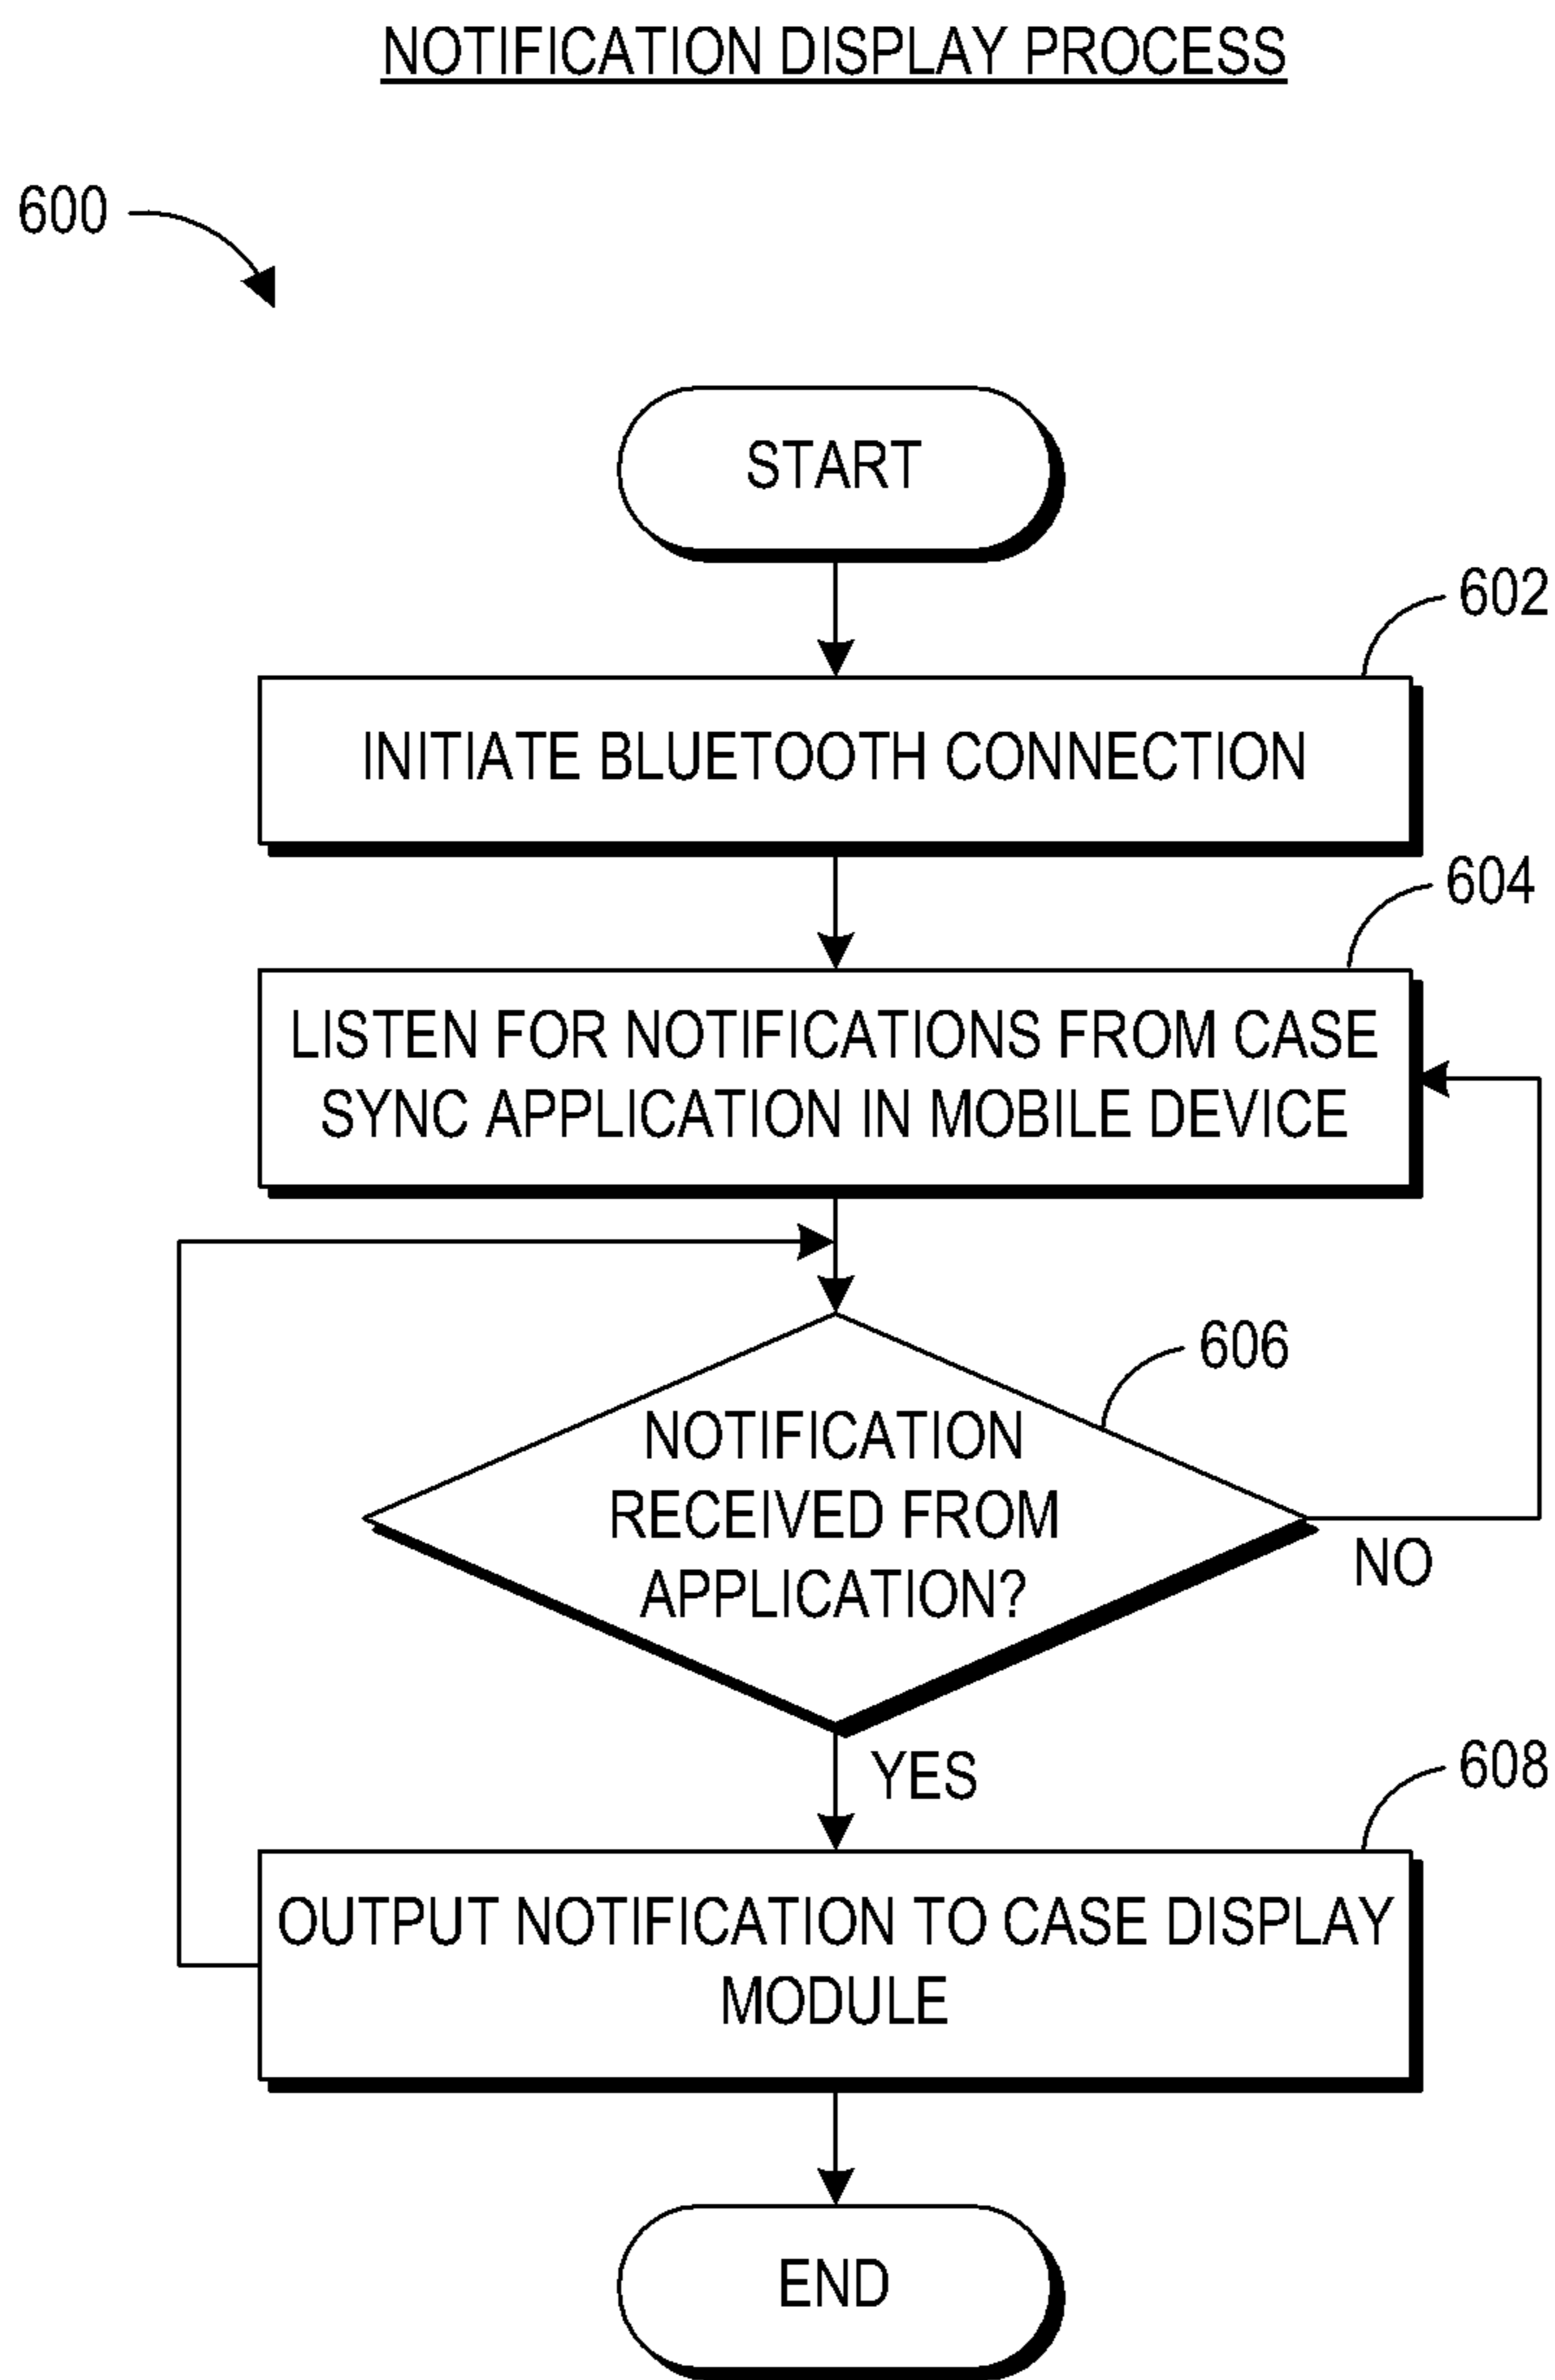 NOTIFICATION DISPLAY PROCESS
600
START
602
INITIATE BLUETOOTH CONNECTION
604
LISTEN FOR NOTIFICATIONS FROM CASE
SYNC APPLICATION IN MOBILE DEVICE
606
NOTIFICATION
RECEIVED FROM
APPLICATION?
NO
YES
608
OUTPUT NOTIFICATION TO CASE DISPLAY
MODULE
END